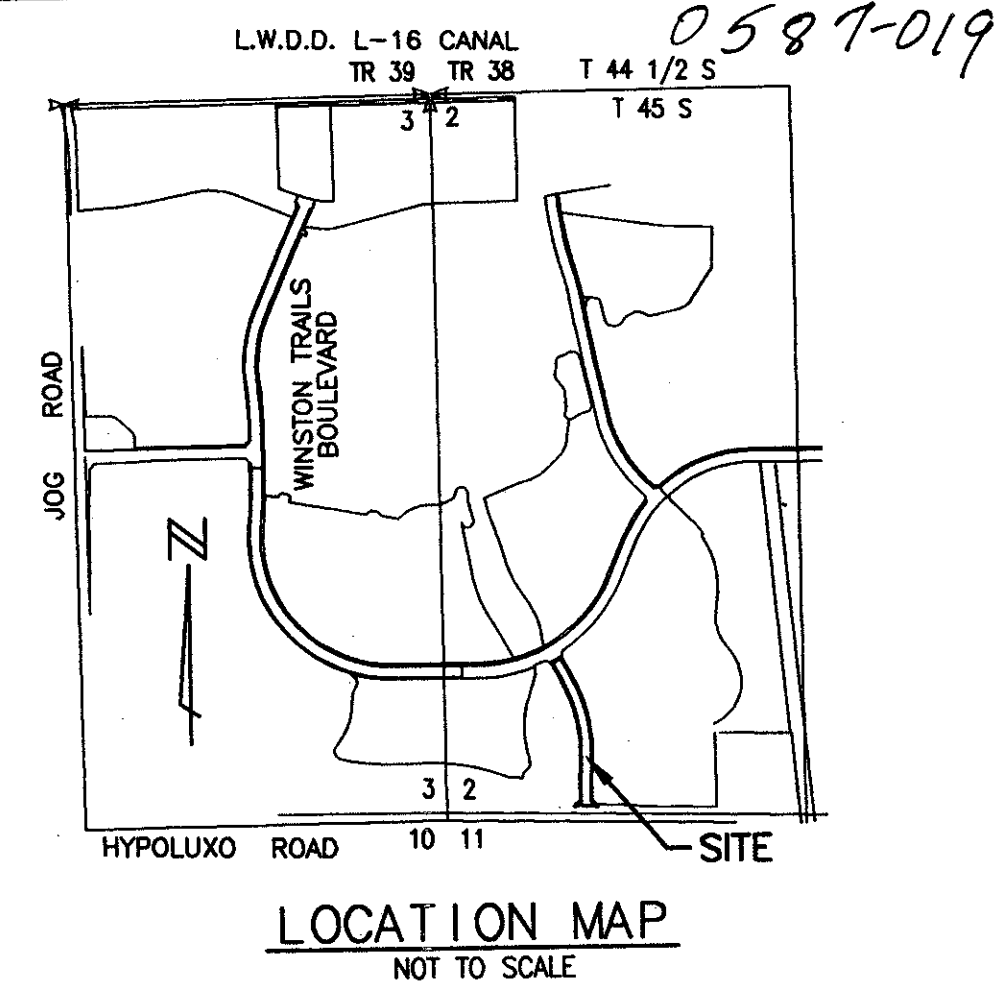 0587-019
L.W.D.D. L-16 CANAL
TR 39 TR 38 T 44 1/2 S
3 2 T 45 S
WINSTON TRAILS
BOULEVARD
JOG ROAD
N
3 2
10 11
HYPOLUXO ROAD
SITE
LOCATION MAP
NOT TO SCALE